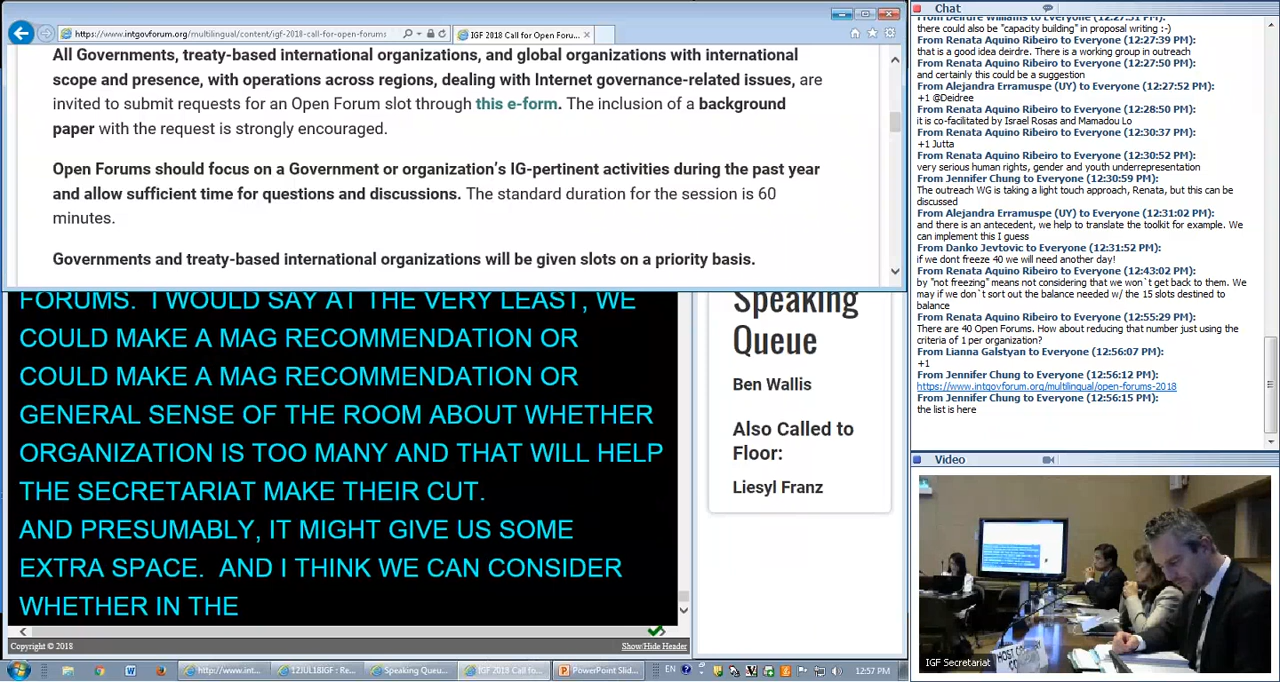 https://www.intgovforum.org/multilingual/content/igf-2018-call-for-open-forums
IGF 2018 Call for Open Foru...
All Governments, treaty-based international organizations, and global organizations with international
scope and presence, with operations across regions, dealing with Internet governance-related issues, are
invited to submit requests for an Open Forum slot through this e-form. The inclusion of a background
paper with the request is strongly encouraged.
Open Forums should focus on a Government or organization's IG-pertinent activities during the past year
and allow sufficient time for questions and discussions. The standard duration for the session is 60
minutes.
Governments and treaty-based international organizations will be given slots on a priority basis.
FORUMS. I WOULD SAY AT THE VERY LEAST, WE
COULD MAKE A MAG RECOMMENDATION OR
COULD MAKE A MAG RECOMMENDATION OR
GENERAL SENSE OF THE ROOM ABOUT WHETHER
ORGANIZATION IS TOO MANY AND THAT WILL HELP
THE SECRETARIAT MAKE THEIR CUT.
AND PRESUMABLY, IT MIGHT GIVE US SOME
EXTRA SPACE. AND I THINK WE CAN CONSIDER
WHETHER IN THE
Copyright © 2018
Show/Hide Header
Speaking
Queue
Ben Wallis
Also Called to
Floor:
Liesyl Franz
http://www.int...
12JUL18IGF : Re...
Speaking Queu...
IGF 2018 Call fo...
PowerPoint Slid...
EN
12:57 PM
Chat
From Deirdre Williams to Everyone (12:27:31 PM):
there could also be "capacity building" in proposal writing :-)
From Renata Aquino Ribeiro to Everyone (12:27:39 PM):
that is a good idea deirdre. There is a working group in outreach
From Renata Aquino Ribeiro to Everyone (12:27:50 PM):
and certainly this could be a suggestion
From Alejandra Erramuspe (UY) to Everyone (12:27:52 PM):
+1 @Deidree
From Renata Aquino Ribeiro to Everyone (12:28:50 PM):
it is co-facilitated by Israel Rosas and Mamadou Lo
From Renata Aquino Ribeiro to Everyone (12:30:37 PM):
+1 Jutta
From Renata Aquino Ribeiro to Everyone (12:30:52 PM):
very serious human rights, gender and youth underrepresentation
From Jennifer Chung to Everyone (12:30:59 PM):
The outreach WG is taking a light touch approach, Renata, but this can be
discussed
From Alejandra Erramuspe (UY) to Everyone (12:31:02 PM):
and there is an antecedent, we help to translate the toolkit for example. We
can implement this I guess
From Danko Jevtovic to Everyone (12:31:52 PM):
if we dont freeze 40 we will need another day!
From Renata Aquino Ribeiro to Everyone (12:43:02 PM):
by "not freezing" means not considering that we won`t get back to them. We
may if we don`t sort out the balance needed w/ the 15 slots destined to
balance
From Renata Aquino Ribeiro to Everyone (12:55:29 PM):
There are 40 Open Forums. How about reducing that number just using the
criteria of 1 per organization?
From Lianna Galstyan to Everyone (12:56:07 PM):
+1
From Jennifer Chung to Everyone (12:56:12 PM):
https://www.intgovforum.org/multilingual/open-forums-2018
From Jennifer Chung to Everyone (12:56:15 PM):
the list is here
Video
IGF Secretariat